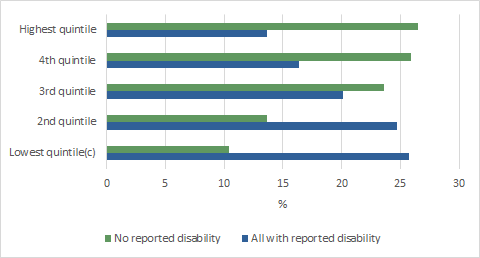 Highest quintile
4th quintile
3rd quintile
2nd quintile
Lowest quintile(c)
0 5 10 15 20 25 30
%
No reported disability All with reported disability